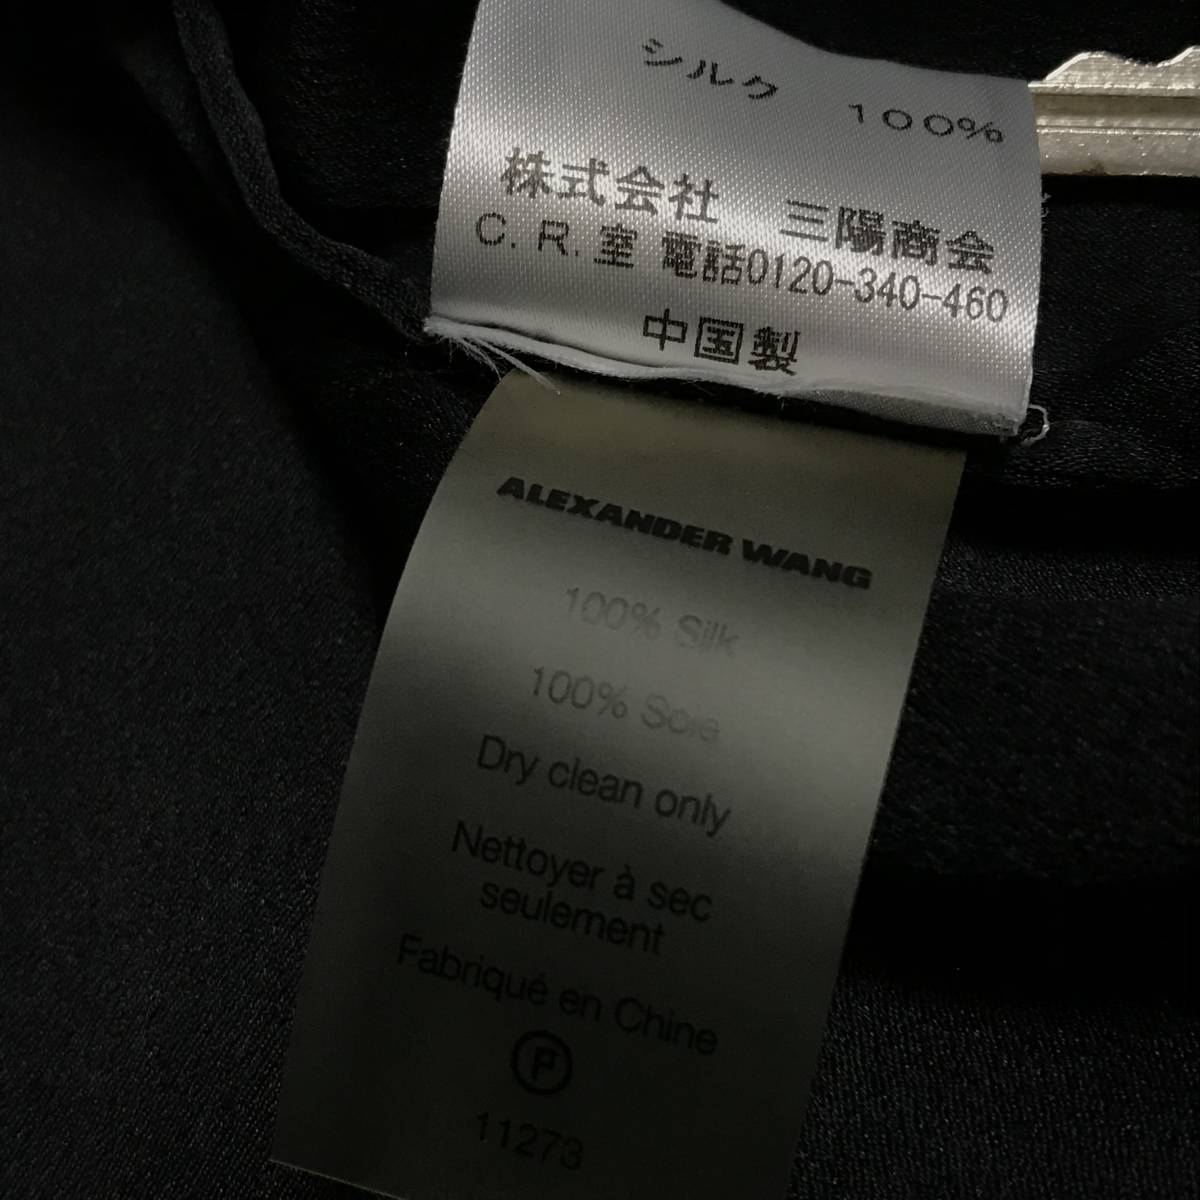 シルク　100%
株式会社　三陽商会
C.R.室 電話0120-340-460
中国製
ALEXANDER WANG
100% Silk
100% Soie
Dry clean only
Nettoyer à sec
seulement
Fabriqué en Chine
P
11273